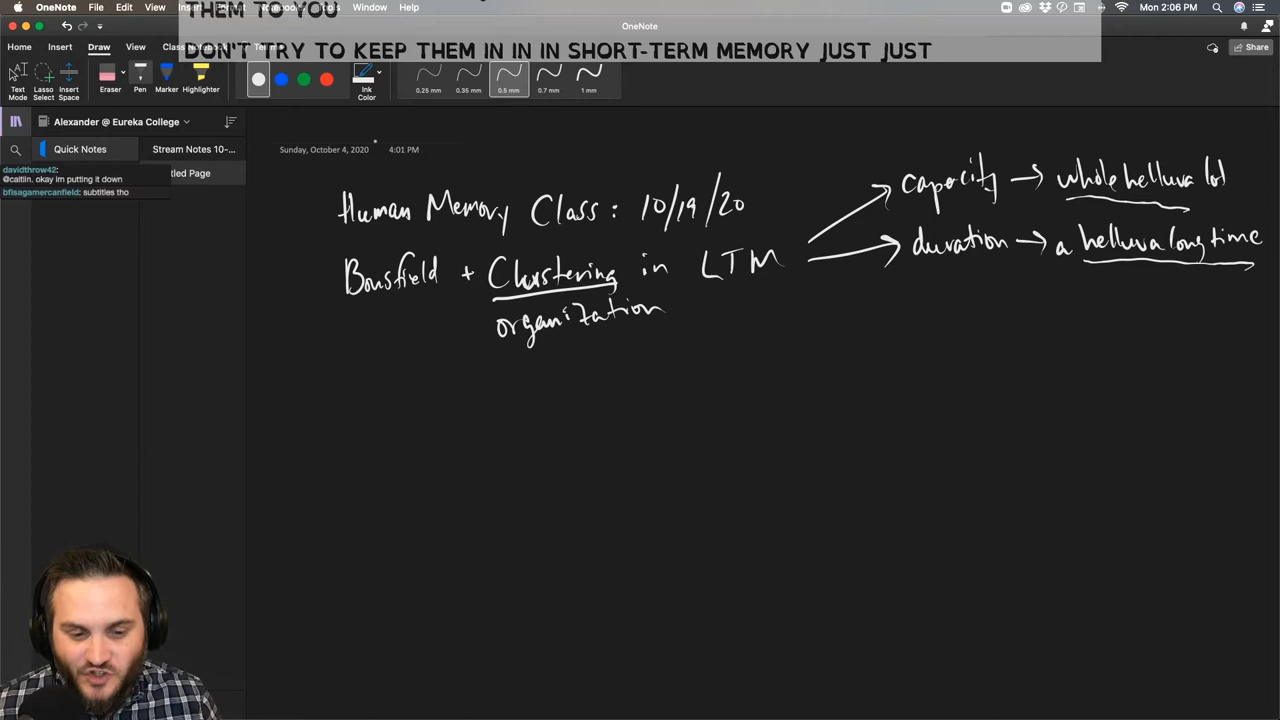 OneNote File Edit View Window Help Mon 2:06 PM
THEM TO YOU
DON'T TRY TO KEEP THEM IN IN IN SHORT-TERM MEMORY JUST JUST
OneNote
Home Insert Draw View Share
Text Mode
Lasso Select
Insert Space
Eraser Pen Marker Highlighter
Ink Color
0.25 mm 0.35 mm 0.5 mm 0.7 mm 1 mm
Alexander @ Eureka College
Quick Notes
Stream Notes 10-...
led Page
davidthrow42:
@caitlin, okay im putting it down
bfisagamercanfield: subtitles tho
Sunday, October 4, 2020 4:01 PM
Human Memory Class: 10/19/20
Bousfield + Clustering in LTM
organization
capacity → whole helluva lot
duration → a helluva long time